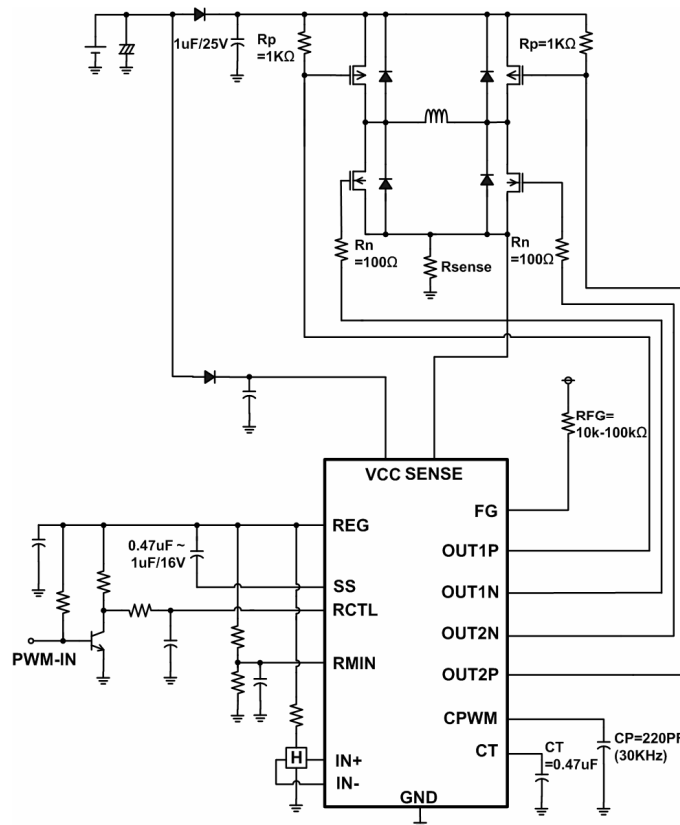 1uF/25V
Rp
=1KΩ
Rp=1KΩ
Rn
=100Ω
Rsense
Rn
=100Ω
RFG=
10k-100kΩ
VCC SENSE
FG
REG
0.47uF ~
1uF/16V
OUT1P
SS
OUT1N
RCTL
OUT2N
PWM-IN
RMIN
OUT2P
CPWM
CP=220PF
(30KHz)
H
IN+
CT
CT
=0.47uF
IN-
GND